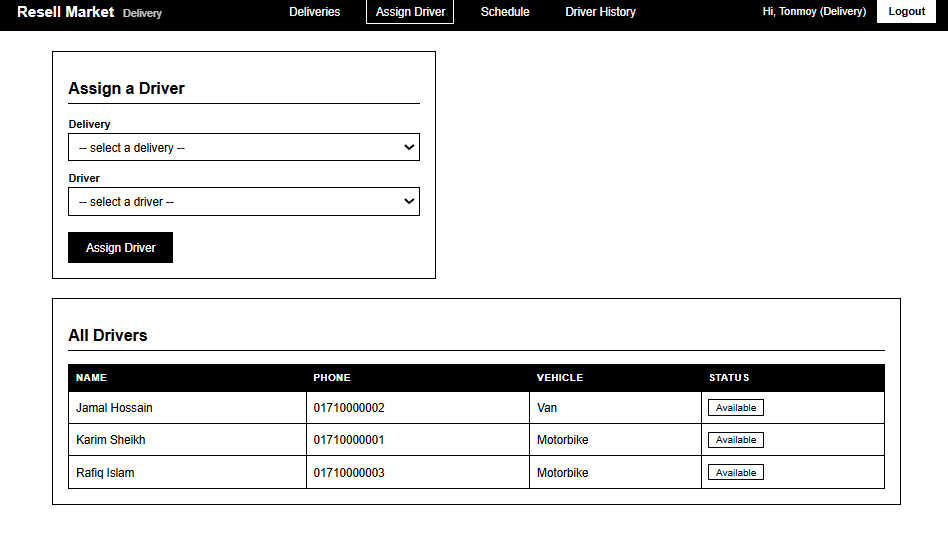 Resell Market Delivery Deliveries Assign Driver Schedule Driver History Hi, Tonmoy (Delivery) Logout
Assign a Driver
Delivery
-- select a delivery --
Driver
-- select a driver --
Assign Driver
All Drivers
NAME PHONE VEHICLE STATUS
Jamal Hossain 01710000002 Van Available
Karim Sheikh 01710000001 Motorbike Available
Rafiq Islam 01710000003 Motorbike Available